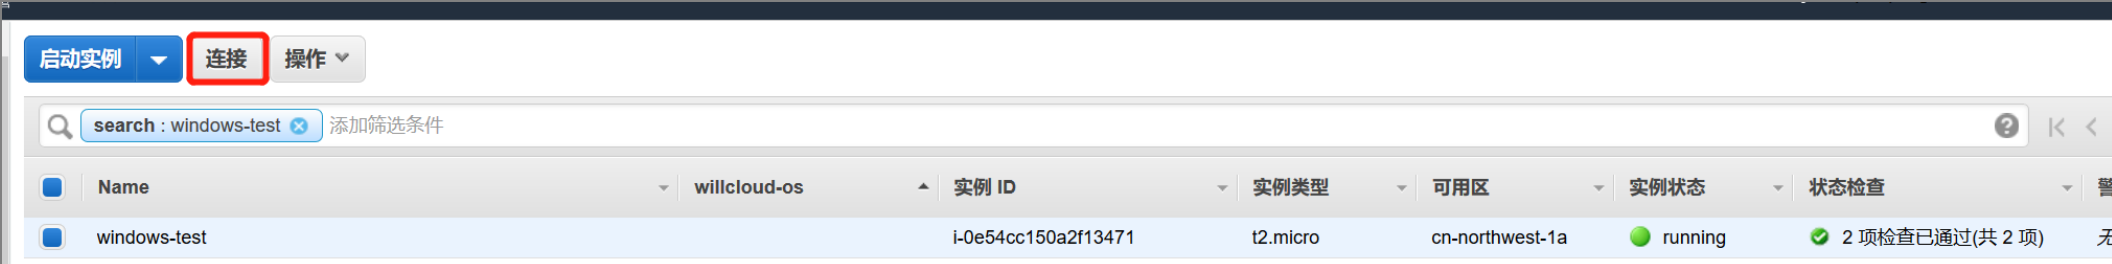 启动实例 连接 操作
search : windows-test 添加筛选条件
Name willcloud-os 实例 ID 实例类型 可用区 实例状态 状态检查
windows-test i-0e54cc150a2f13471 t2.micro cn-northwest-1a running 2 项检查已通过(共 2 项)